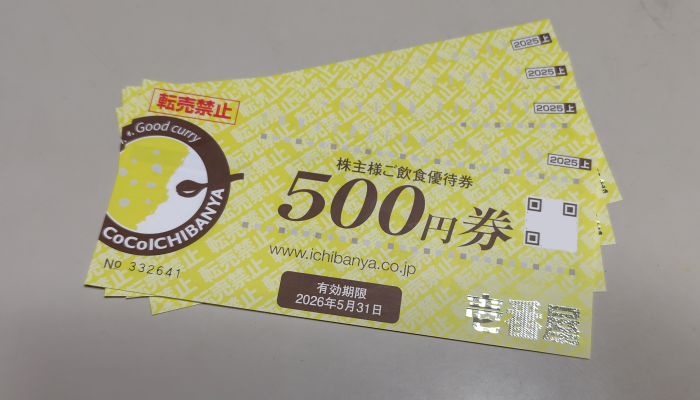 2025上
2025上
2025上
2025上
転売禁止
Good curry
CoCoICHIBANYA
株主様ご飲食優待券
500円券
www.ichibanya.co.jp
No 332641
有効期限
2026年5月31日
壱番屋